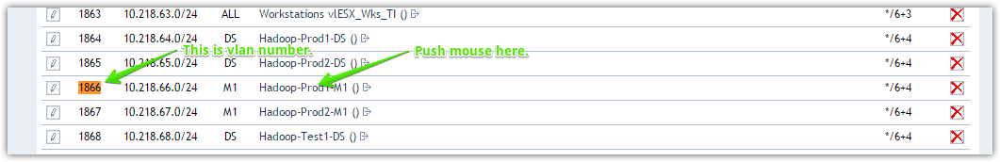 1863 10.218.63.0/24 ALL Workstations vlESX_Wks_TI () */6+3
1864 10.218.64.0/24 DS Hadoop-Prod1-DS () */6+4
This is vlan number. Push mouse here.
1865 10.218.65.0/24 DS Hadoop-Prod2-DS () */6+4
1866 10.218.66.0/24 M1 Hadoop-Prod1-M1 () */6+4
1867 10.218.67.0/24 M1 Hadoop-Prod2-M1 () */6+4
1868 10.218.68.0/24 DS Hadoop-Test1-DS () */6+4